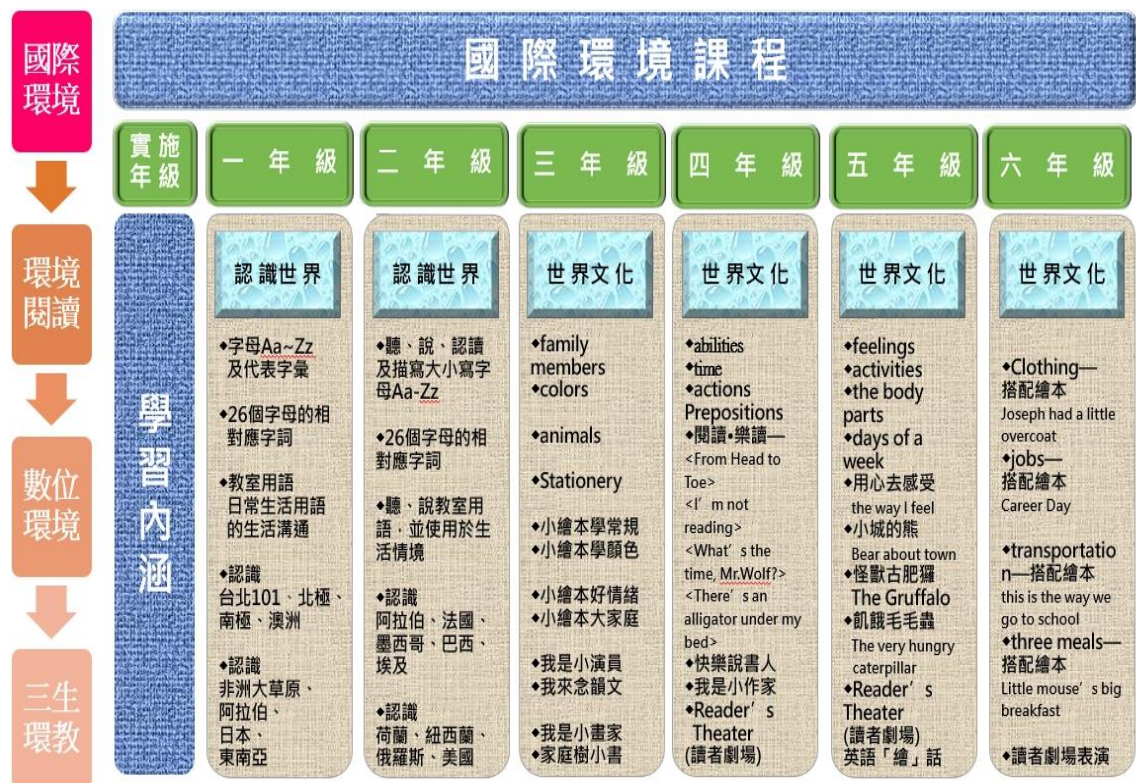 國際
環境
環境
閱讀
數位
環境
三生
環教
國際環境課程
實施
年級
一年級
二年級
三年級
四年級
五年級
六年級
學習內涵
認識世界
◆字母Aa~Zz
及代表字彙
◆26個字母的相
對應字詞
◆教室用語
日常生活用語
的生活溝通
◆認識
台北101、北極、
南極、澳洲
◆認識
非洲大草原、
阿拉伯、
日本、
東南亞
認識世界
◆聽、說、認讀
及描寫大小寫字
母Aa-Zz
◆26個字母的相
對應字詞
◆聽、說教室用
語，並使用於生
活情境
◆認識
阿拉伯、法國、
墨西哥、巴西、
埃及
◆認識
荷蘭、紐西蘭、
俄羅斯、美國
世界文化
◆family
members
◆colors
◆animals
◆Stationery
◆小繪本學常規
◆小繪本學顏色
◆小繪本好情緒
◆小繪本大家庭
◆我是小演員
◆我來念韻文
◆我是小畫家
◆家庭樹小書
世界文化
◆abilities
◆time
◆actions
Prepositions
◆閱讀•樂讀—
<From Head to
Toe>
<I’m not
reading>
<What’s the
time, Mr.Wolf?>
<There’s an
alligator under my
bed>
◆快樂說書人
◆我是小作家
◆Reader’s
Theater
(讀者劇場)
世界文化
◆feelings
◆activities
◆the body
parts
◆days of a
week
◆用心去感受
the way I feel
◆小城的熊
Bear about town
◆怪獸古肥玀
The Gruffalo
◆飢餓毛毛蟲
The very hungry
caterpillar
◆Reader’s
Theater
(讀者劇場)
英語「繪」話
世界文化
◆Clothing—
搭配繪本
Joseph had a little
overcoat
◆jobs—
搭配繪本
Career Day
◆transportatio
n—搭配繪本
this is the way we
go to school
◆three meals—
搭配繪本
Little mouse’s big
breakfast
◆讀者劇場表演